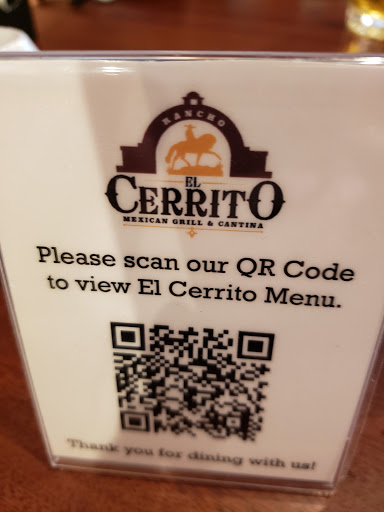 RANCHO
EL
CERRITO
MEXICAN GRILL & CANTINA
Please scan our QR Code
to view El Cerrito Menu.
Thank you for dining with us!